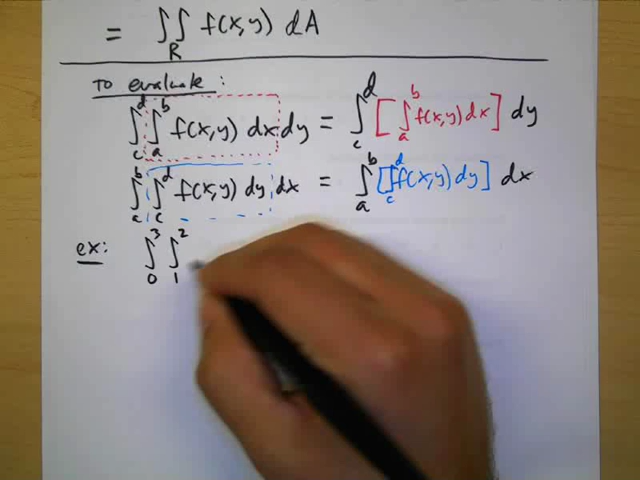 = ∫∫_R f(x,y) dA
To evaluate:
∫_c^d ∫_a^b f(x,y) dx dy = ∫_c^d [∫_a^b f(x,y) dx] dy
∫_a^b ∫_c^d f(x,y) dy dx = ∫_a^b [∫_c^d f(x,y) dy] dx
ex: ∫_0^3 ∫_1^2